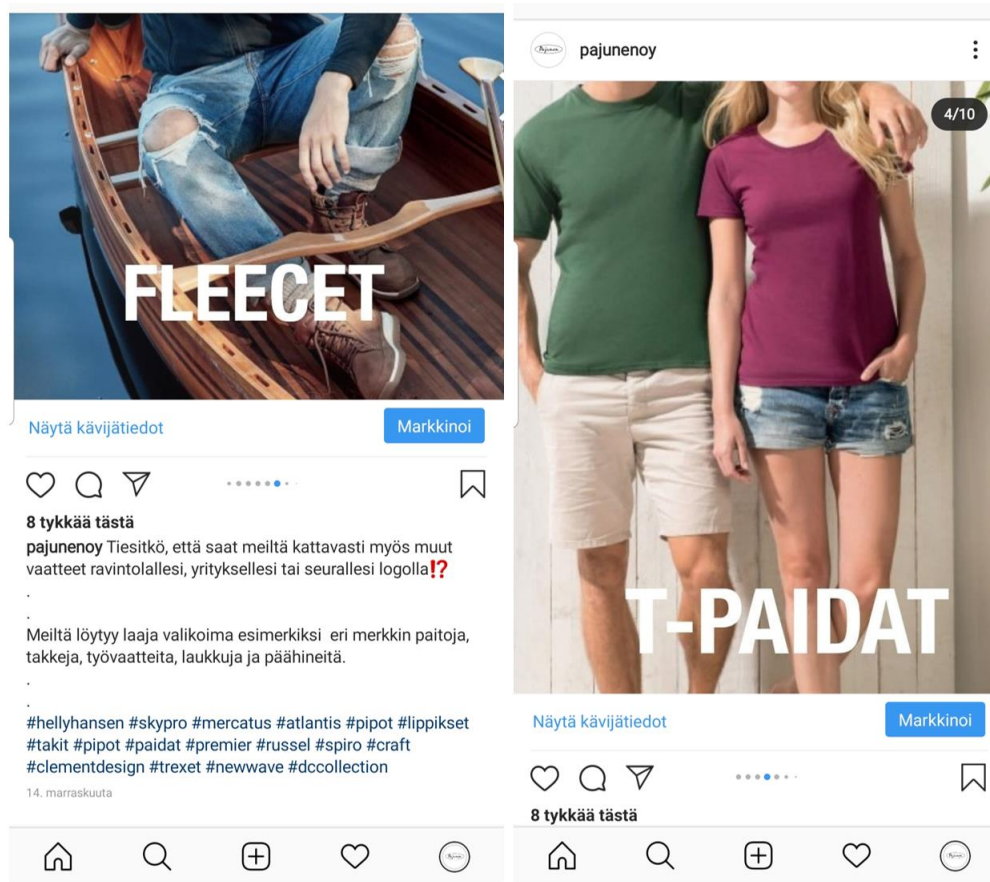 FLEECET
Näytä kävijätiedot
Markkinoi
8 tykkää tästä
pajunenoy Tiesitkö, että saat meiltä kattavasti myös muut
vaatteet ravintolallesi, yrityksellesi tai seurallesi logolla⁉️
.
.
Meiltä löytyy laaja valikoima esimerkiksi eri merkkin paitoja,
takkeja, työvaatteita, laukkuja ja päähineitä.
.
.
#hellyhansen #skypro #mercatus #atlantis #pipot #lippikset
#takit #pipot #paidat #premier #russel #spiro #craft
#clementdesign #trexet #newwave #dccollection
14. marraskuuta
Pajunen
Pajunen
pajunenoy
4/10
T-PAIDAT
Näytä kävijätiedot
Markkinoi
8 tykkää tästä
Pajunen